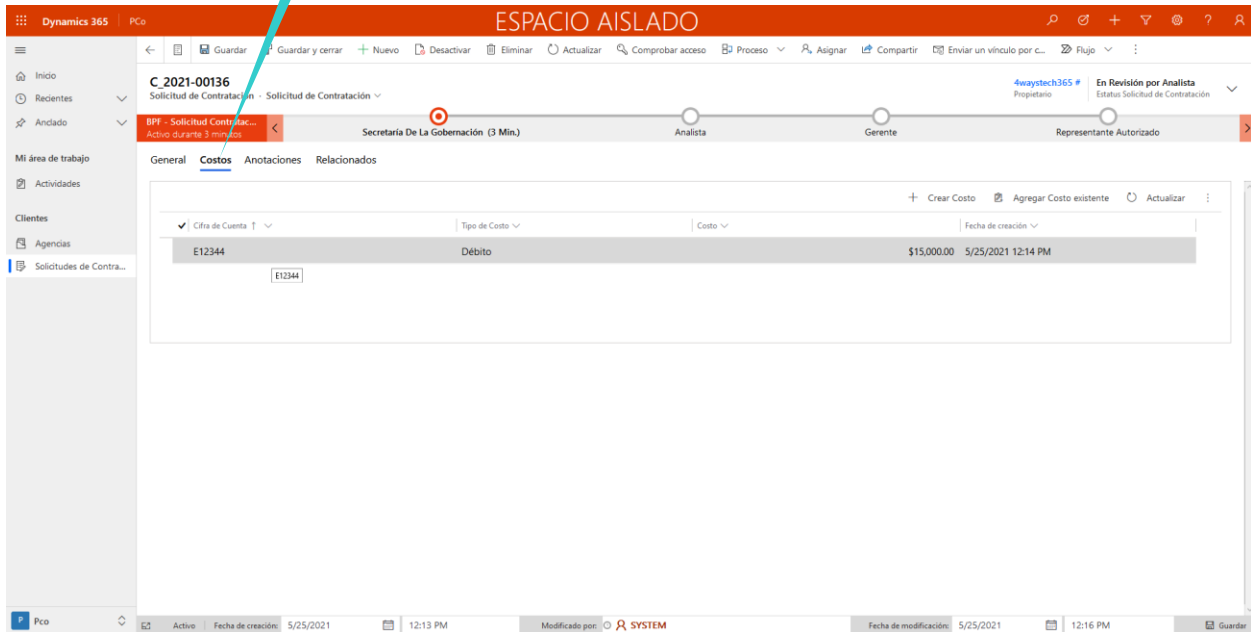 Dynamics 365 PCo ESPACIO AISLADO
Guardar Guardar y cerrar Nuevo Desactivar Eliminar Actualizar Comprobar acceso Proceso Asignar Compartir Enviar un vínculo por c... Flujo
Inicio
Recientes
Anclado
Mi área de trabajo
Actividades
Clientes
Agencias
Solicitudes de Contra...
C_2021-00136
Solicitud de Contratación · Solicitud de Contratación
4waystech365 # En Revisión por Analista
Propietario Estatus Solicitud de Contratación
BPF - Solicitud Contratac...
Activo durante 3 minutos
Secretaría De La Gobernación (3 Min.) Analista Gerente Representante Autorizado
General Costos Anotaciones Relacionados
Crear Costo Agregar Costo existente Actualizar
Cifra de Cuenta ↑ Tipo de Costo Costo Fecha de creación
E12344 Débito $15,000.00 5/25/2021 12:14 PM
E12344
P Pco
Activo Fecha de creación: 5/25/2021 12:13 PM Modificado por: SYSTEM Fecha de modificación: 5/25/2021 12:16 PM Guardar